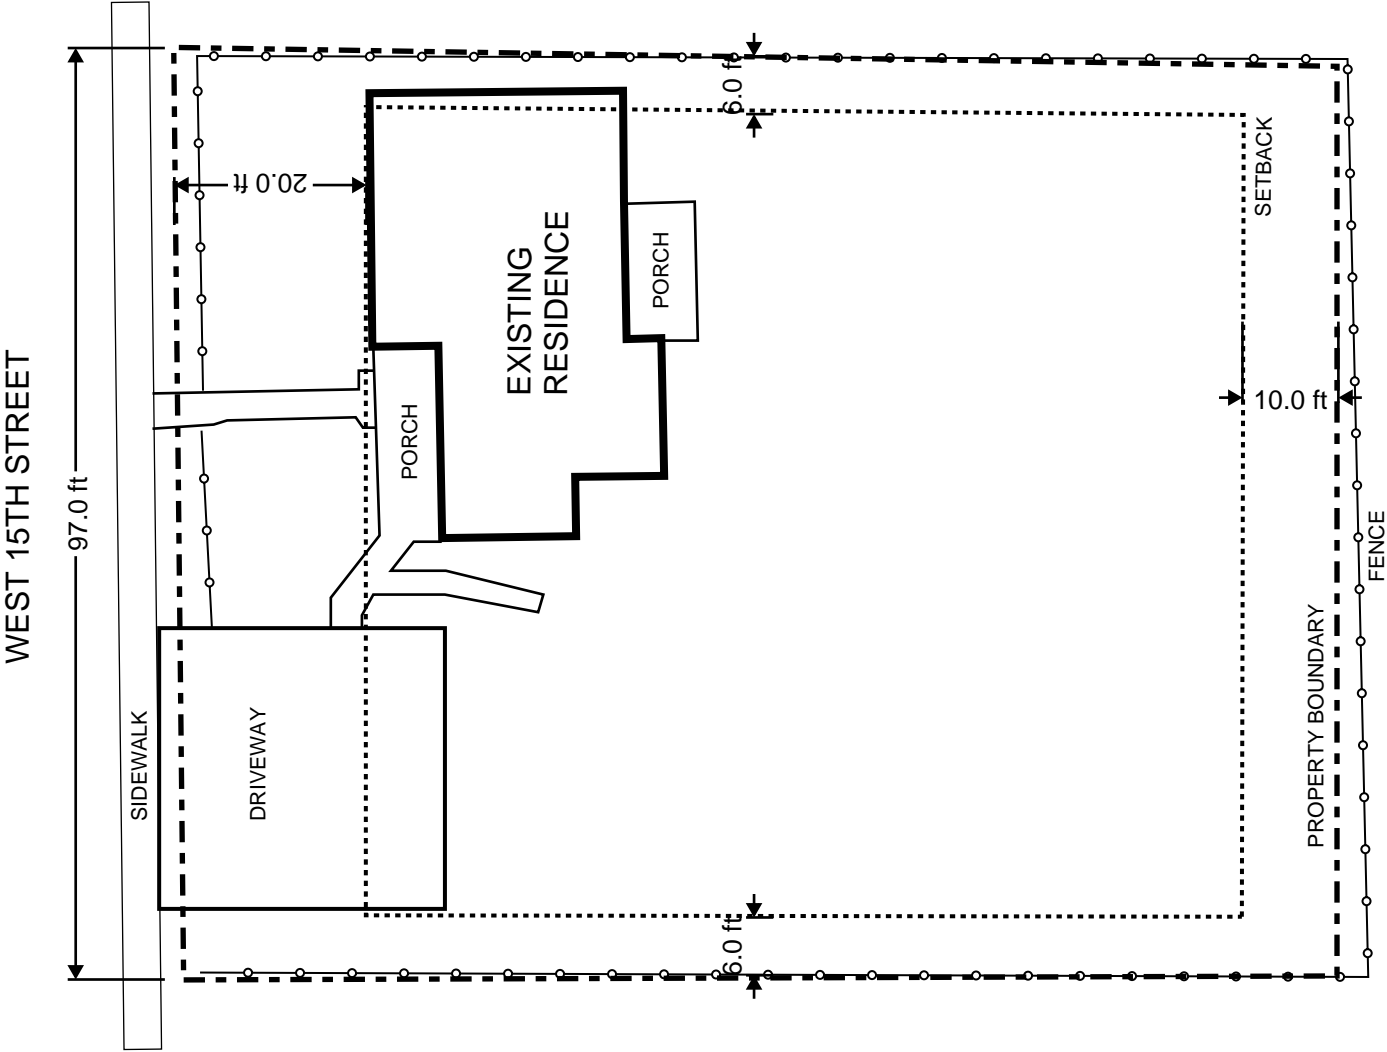 WEST 15TH STREET
97.0 ft
SIDEWALK
DRIVEWAY
20.0 ft
PORCH
EXISTING
RESIDENCE
PORCH
6.0 ft
6.0 ft
SETBACK
10.0 ft
PROPERTY BOUNDARY
FENCE